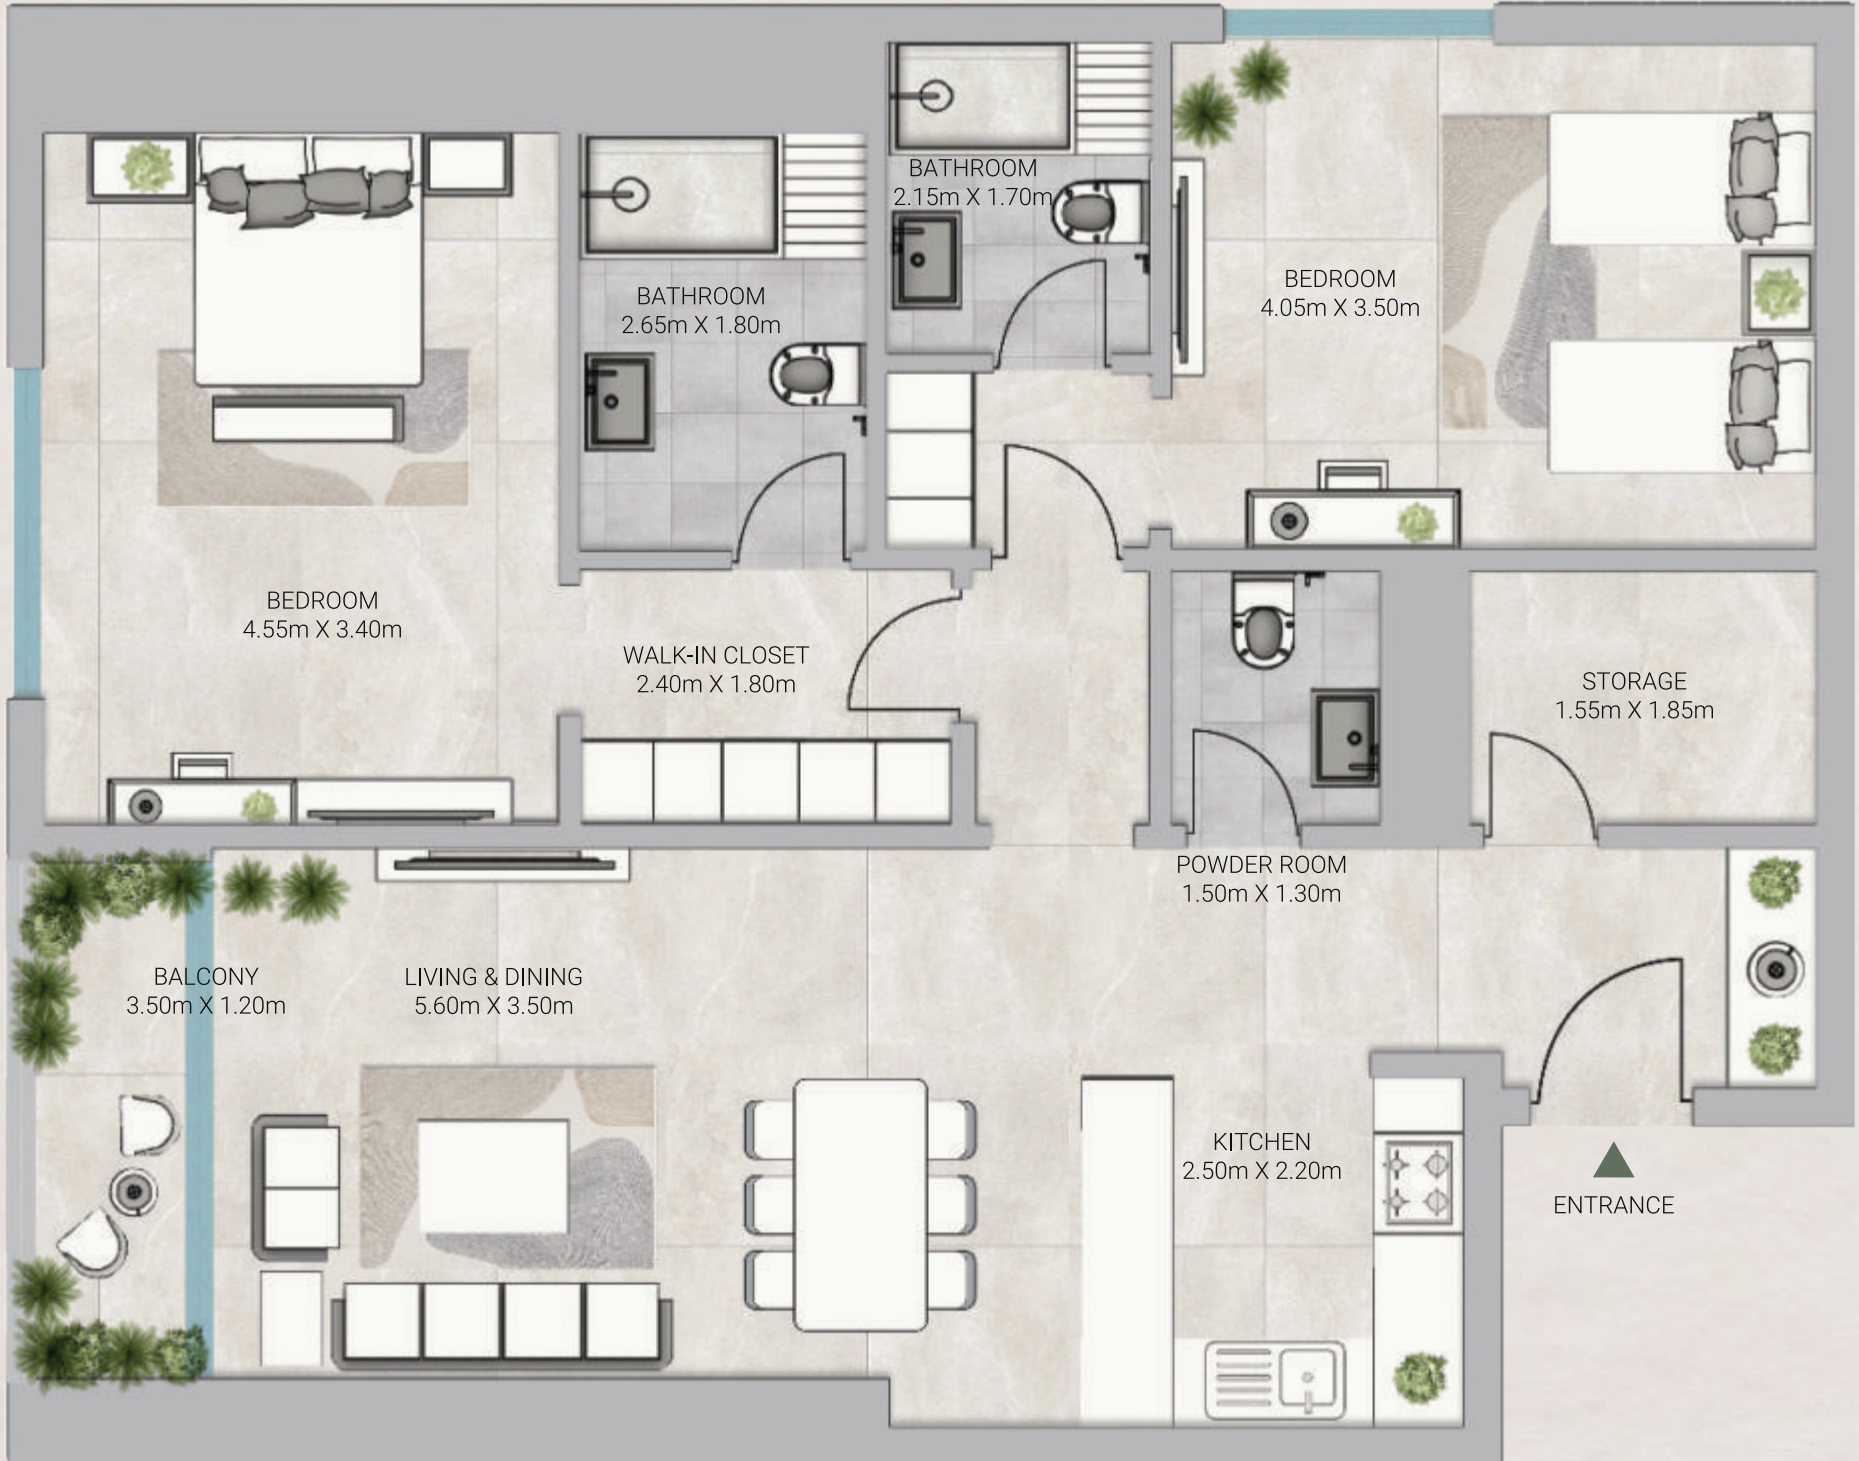 BATHROOM
2.15m X 1.70m
BEDROOM
4.05m X 3.50m
BATHROOM
2.65m X 1.80m
BEDROOM
4.55m X 3.40m
WALK-IN CLOSET
2.40m X 1.80m
STORAGE
1.55m X 1.85m
POWDER ROOM
1.50m X 1.30m
BALCONY
3.50m X 1.20m
LIVING & DINING
5.60m X 3.50m
KITCHEN
2.50m X 2.20m
ENTRANCE